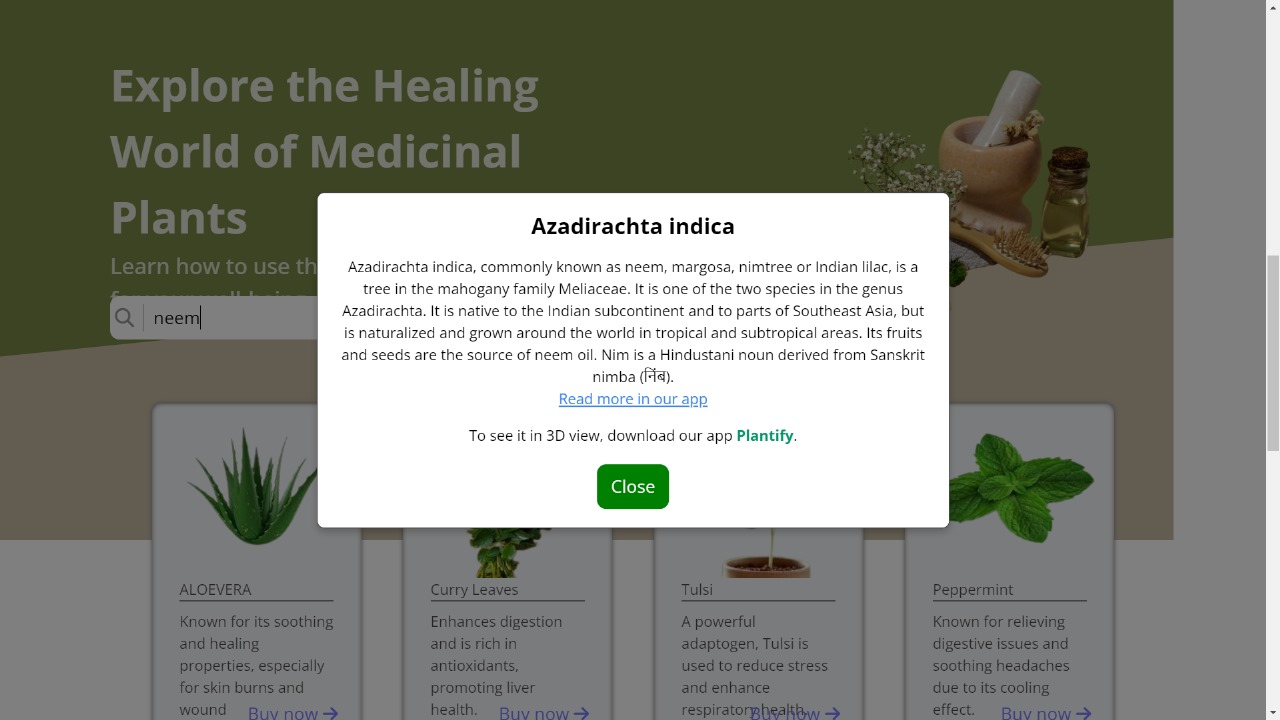 Explore the Healing
World of Medicinal
Plants
Learn how to use th
neem
Azadirachta indica
Azadirachta indica, commonly known as neem, margosa, nimtree or Indian lilac, is a
tree in the mahogany family Meliaceae. It is one of the two species in the genus
Azadirachta. It is native to the Indian subcontinent and to parts of Southeast Asia, but
is naturalized and grown around the world in tropical and subtropical areas. Its fruits
and seeds are the source of neem oil. Nim is a Hindustani noun derived from Sanskrit
nimba (निंब).
Read more in our app
To see it in 3D view, download our app Plantify.
Close
ALOEVERA
Known for its soothing
and healing
properties, especially
for skin burns and
wound
Buy now
Curry Leaves
Enhances digestion
and is rich in
antioxidants,
promoting liver
health.
Buy now
Tulsi
A powerful
adaptogen, Tulsi is
used to reduce stress
and enhance
respiratory health.
Buy now
Peppermint
Known for relieving
digestive issues and
soothing headaches
due to its cooling
effect.
Buy now